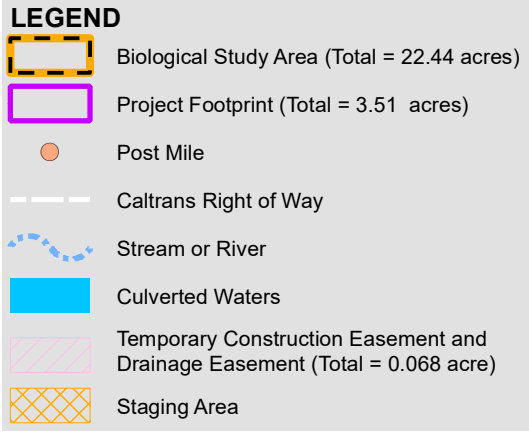 LEGEND
Biological Study Area (Total = 22.44 acres)
Project Footprint (Total = 3.51 acres)
Post Mile
Caltrans Right of Way
Stream or River
Culverted Waters
Temporary Construction Easement and
Drainage Easement (Total = 0.068 acre)
Staging Area